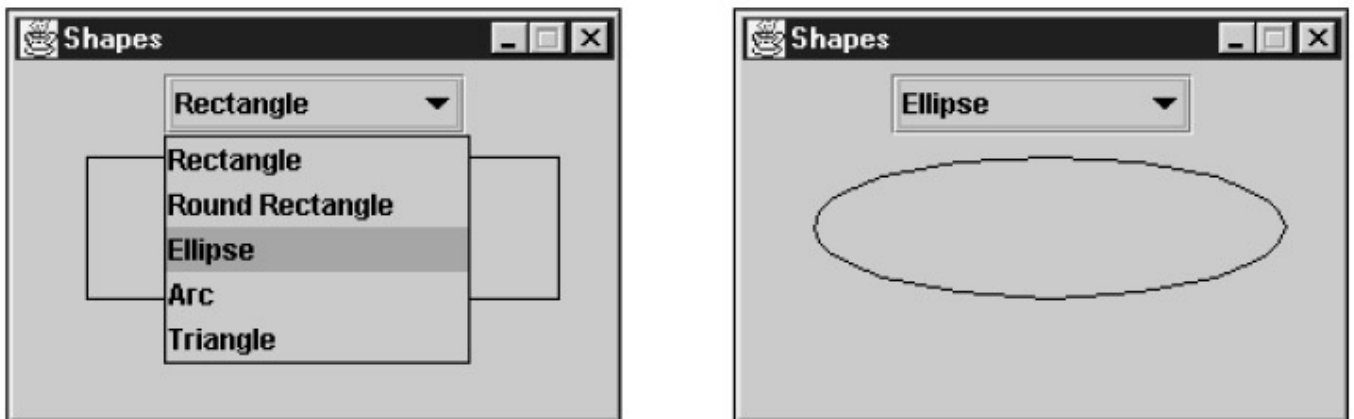 Shapes
Rectangle
Rectangle
Round Rectangle
Ellipse
Arc
Triangle
Shapes
Ellipse